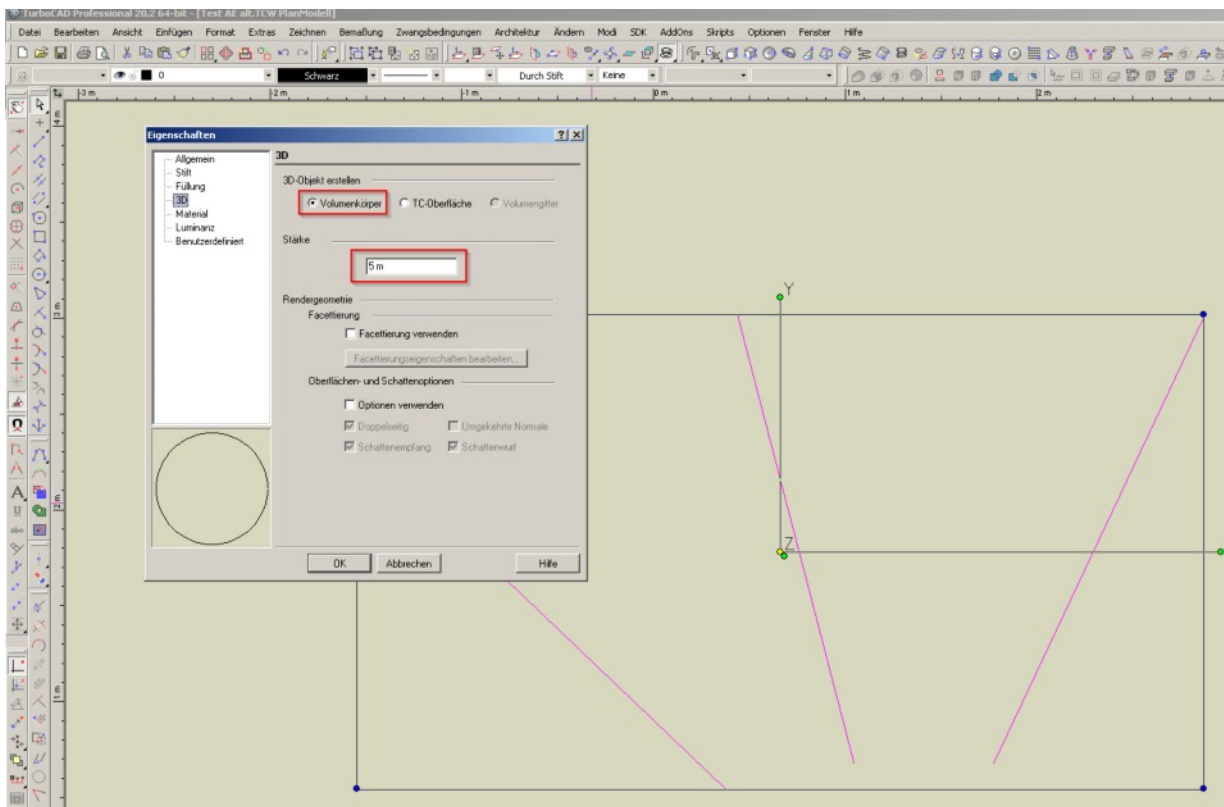 TurboCAD Professional 20.2 64-bit - [Test AE alt.TCW PlanModell]
Datei Bearbeiten Ansicht Einfügen Format Extras Zeichnen Bemaßung Zwangsbedingungen Architektur Ändern Modi SDK AddOns Skripts Optionen Fenster Hilfe
0 Schwarz Durch Stift Keine
-3 m -2 m -1 m 0 m 1 m 2 m
4 m
3 m
2 m
1 m
Eigenschaften
Allgemein
Stift
Füllung
3D
Material
Luminanz
Benutzerdefiniert
3D
3D-Objekt erstellen
Volumenkörper TC-Oberfläche Volumengitter
Stärke
5 m
Rendergeometrie
Facettierung
Facettierung verwenden
Facettierungseigenschaften bearbeiten...
Oberflächen- und Schattenoptionen
Optionen verwenden
Doppelseitig Umgekehrte Normale
Schattenempfang Schattenwurf
OK Abbrechen Hilfe
Y
Z